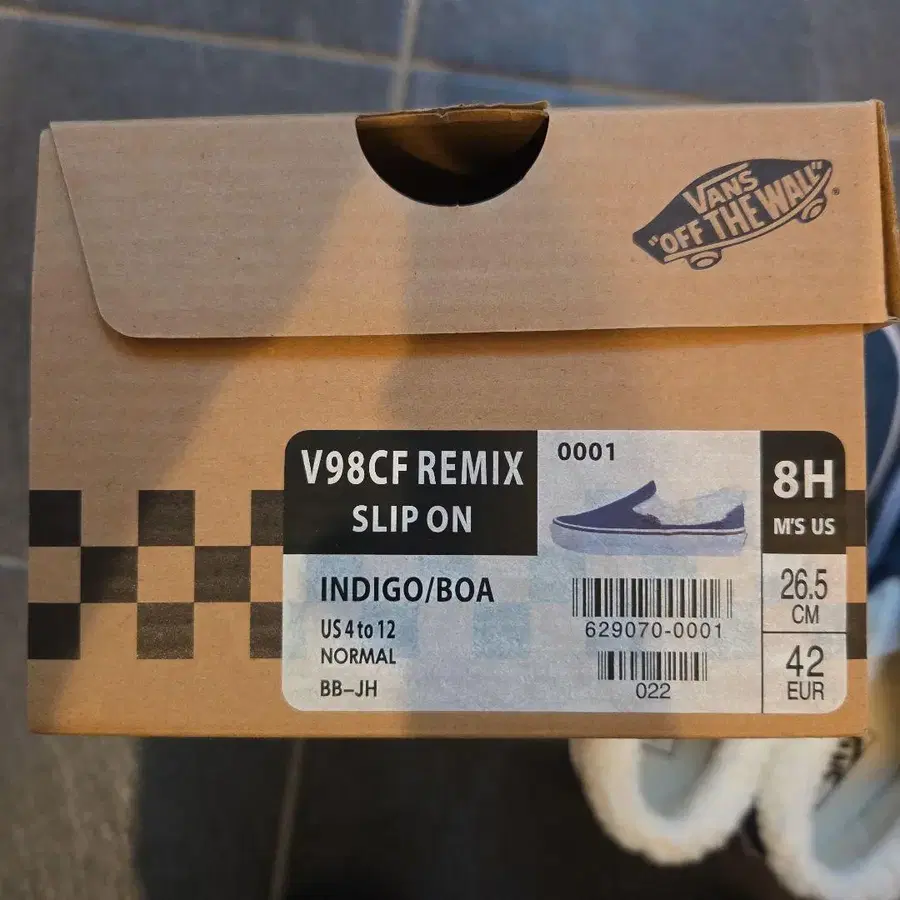 VANS
"OFF THE WALL"
V98CF REMIX
SLIP ON
0001
8H
M'S US
INDIGO/BOA
US 4 to 12
NORMAL
BB-JH
629070-0001
022
26.5
CM
42
EUR